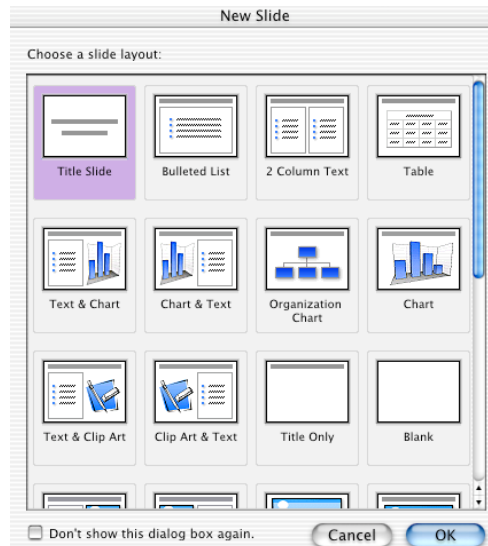 New Slide
Choose a slide layout:
Title Slide
Bulleted List
2 Column Text
Table
Text & Chart
Chart & Text
Organization
Chart
Chart
Text & Clip Art
Clip Art & Text
Title Only
Blank
Don't show this dialog box again.
Cancel
OK